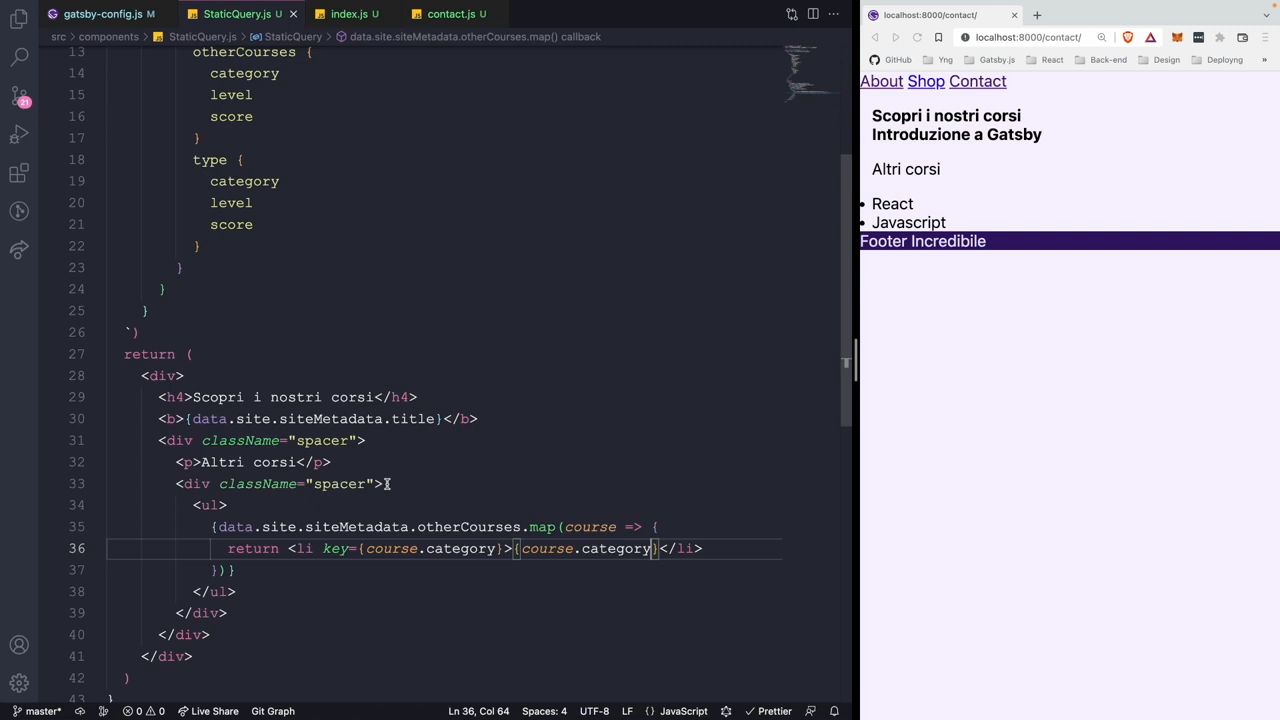 gatsby-config.js M
StaticQuery.js U
index.js U
contact.js U
src > components > StaticQuery.js > StaticQuery > data.site.siteMetadata.otherCourses.map() callback
13 otherCourses {
14 category
15 level
16 score
17 }
18 type {
19 category
20 level
21 score
22 }
23 }
24 }
25 }
26 `)
27 return (
28 <div>
29 <h4>Scopri i nostri corsi</h4>
30 <b>{data.site.siteMetadata.title}</b>
31 <div className="spacer">
32 <p>Altri corsi</p>
33 <div className="spacer">
34 <ul>
35 {data.site.siteMetadata.otherCourses.map(course => {
36 return <li key={course.category}>{course.category}</li>
37 })}
38 </ul>
39 </div>
40 </div>
41 </div>
42 )
43 }
21
master*
0 0
Live Share
Git Graph
Ln 36, Col 64
Spaces: 4
UTF-8
LF
{} JavaScript
Prettier
localhost:8000/contact/
localhost:8000/contact/
GitHub
Yng
Gatsby.js
React
Back-end
Design
Deployng
»
About Shop Contact
Scopri i nostri corsi
Introduzione a Gatsby
Altri corsi
• React
• Javascript
Footer Incredibile